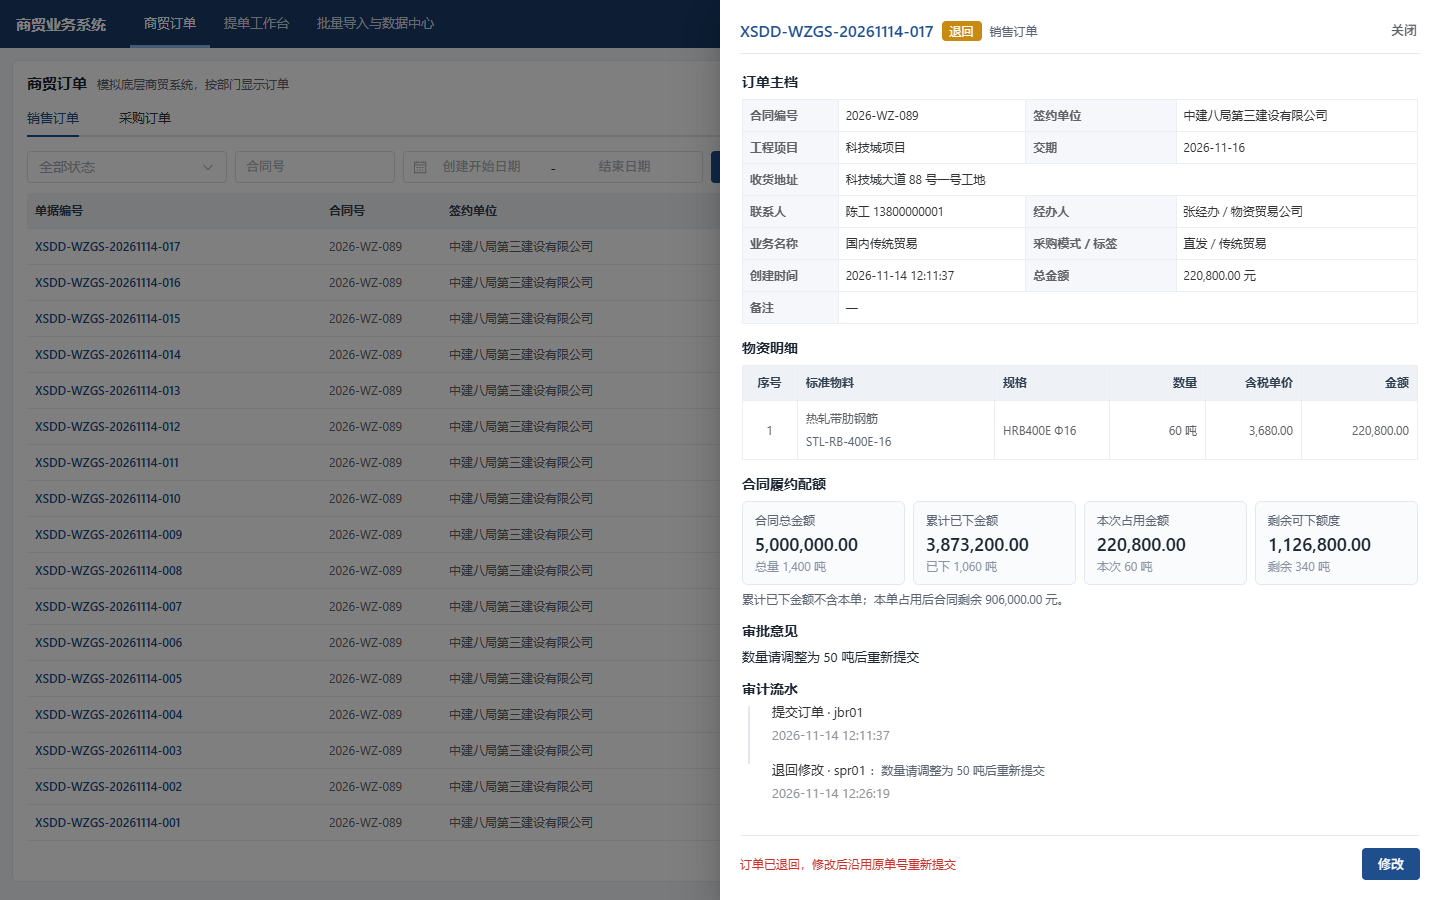 商贸业务系统
商贸订单
提单工作台
批量导入与数据中心
商贸订单 模拟底层商贸系统，按部门显示订单
销售订单 采购订单
全部状态 合同号 创建开始日期 - 结束日期
单据编号 合同号 签约单位
XSDD-WZGS-20261114-017 2026-WZ-089 中建八局第三建设有限公司
XSDD-WZGS-20261114-016 2026-WZ-089 中建八局第三建设有限公司
XSDD-WZGS-20261114-015 2026-WZ-089 中建八局第三建设有限公司
XSDD-WZGS-20261114-014 2026-WZ-089 中建八局第三建设有限公司
XSDD-WZGS-20261114-013 2026-WZ-089 中建八局第三建设有限公司
XSDD-WZGS-20261114-012 2026-WZ-089 中建八局第三建设有限公司
XSDD-WZGS-20261114-011 2026-WZ-089 中建八局第三建设有限公司
XSDD-WZGS-20261114-010 2026-WZ-089 中建八局第三建设有限公司
XSDD-WZGS-20261114-009 2026-WZ-089 中建八局第三建设有限公司
XSDD-WZGS-20261114-008 2026-WZ-089 中建八局第三建设有限公司
XSDD-WZGS-20261114-007 2026-WZ-089 中建八局第三建设有限公司
XSDD-WZGS-20261114-006 2026-WZ-089 中建八局第三建设有限公司
XSDD-WZGS-20261114-005 2026-WZ-089 中建八局第三建设有限公司
XSDD-WZGS-20261114-004 2026-WZ-089 中建八局第三建设有限公司
XSDD-WZGS-20261114-003 2026-WZ-089 中建八局第三建设有限公司
XSDD-WZGS-20261114-002 2026-WZ-089 中建八局第三建设有限公司
XSDD-WZGS-20261114-001 2026-WZ-089 中建八局第三建设有限公司
XSDD-WZGS-20261114-017 退回 销售订单 关闭
订单主档
合同编号 2026-WZ-089 签约单位 中建八局第三建设有限公司
工程项目 科技城项目 交期 2026-11-16
收货地址 科技城大道 88 号一号工地
联系人 陈工 13800000001 经办人 张经办 / 物资贸易公司
业务名称 国内传统贸易 采购模式 / 标签 直发 / 传统贸易
创建时间 2026-11-14 12:11:37 总金额 220,800.00 元
备注 —
物资明细
序号 标准物料 规格 数量 含税单价 金额
1 热轧带肋钢筋 HRB400E Φ16 60 吨 3,680.00 220,800.00
STL-RB-400E-16
合同履约配额
合同总金额 累计已下金额 本次占用金额 剩余可下额度
5,000,000.00 3,873,200.00 220,800.00 1,126,800.00
总量 1,400 吨 已下 1,060 吨 本次 60 吨 剩余 340 吨
累计已下金额不含本单；本单占用后合同剩余 906,000.00 元。
审批意见
数量请调整为 50 吨后重新提交
审计流水
提交订单 · jbr01
2026-11-14 12:11:37
退回修改 · spr01 ：数量请调整为 50 吨后重新提交
2026-11-14 12:26:19
订单已退回，修改后沿用原单号重新提交 修改